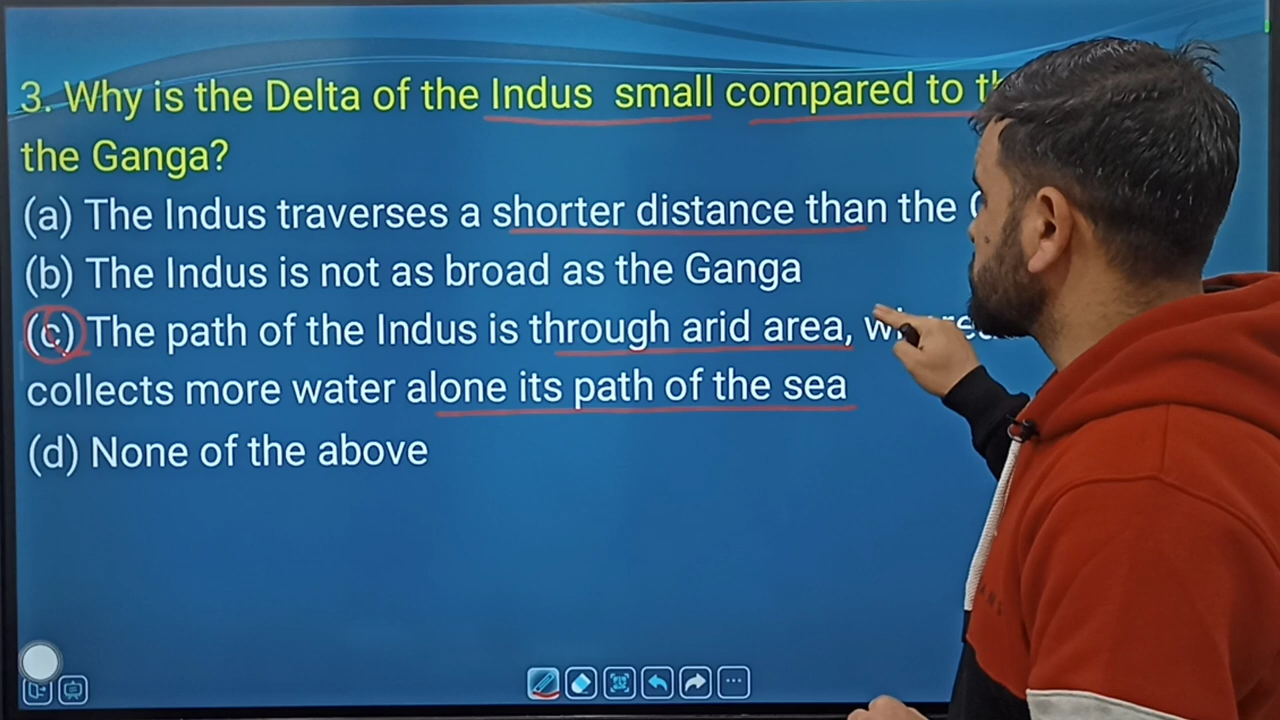 3. Why is the Delta of the Indus small compared to
the Ganga?
(a) The Indus traverses a shorter distance than the
(b) The Indus is not as broad as the Ganga
(c) The path of the Indus is through arid area,
collects more water alone its path of the sea
(d) None of the above